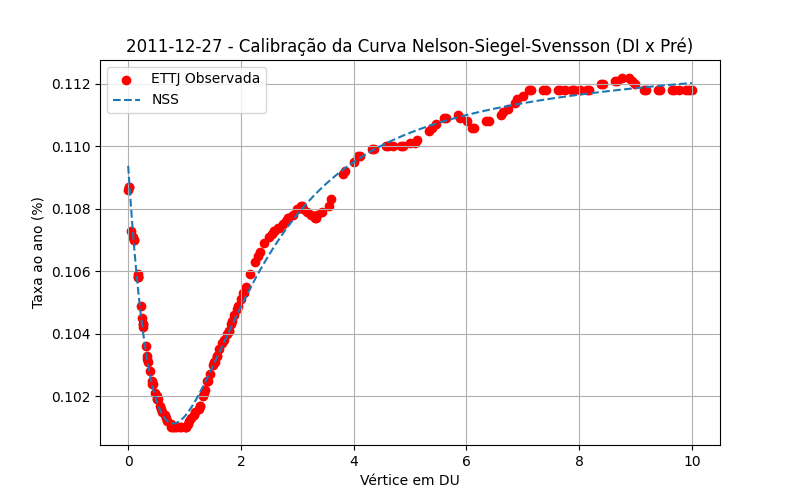 2011-12-27 - Calibração da Curva Nelson-Siegel-Svensson (DI x Pré)
ETTJ Observada
NSS
Taxa ao ano (%)
0.112
0.110
0.108
0.106
0.104
0.102
0 2 4 6 8 10
Vértice em DU